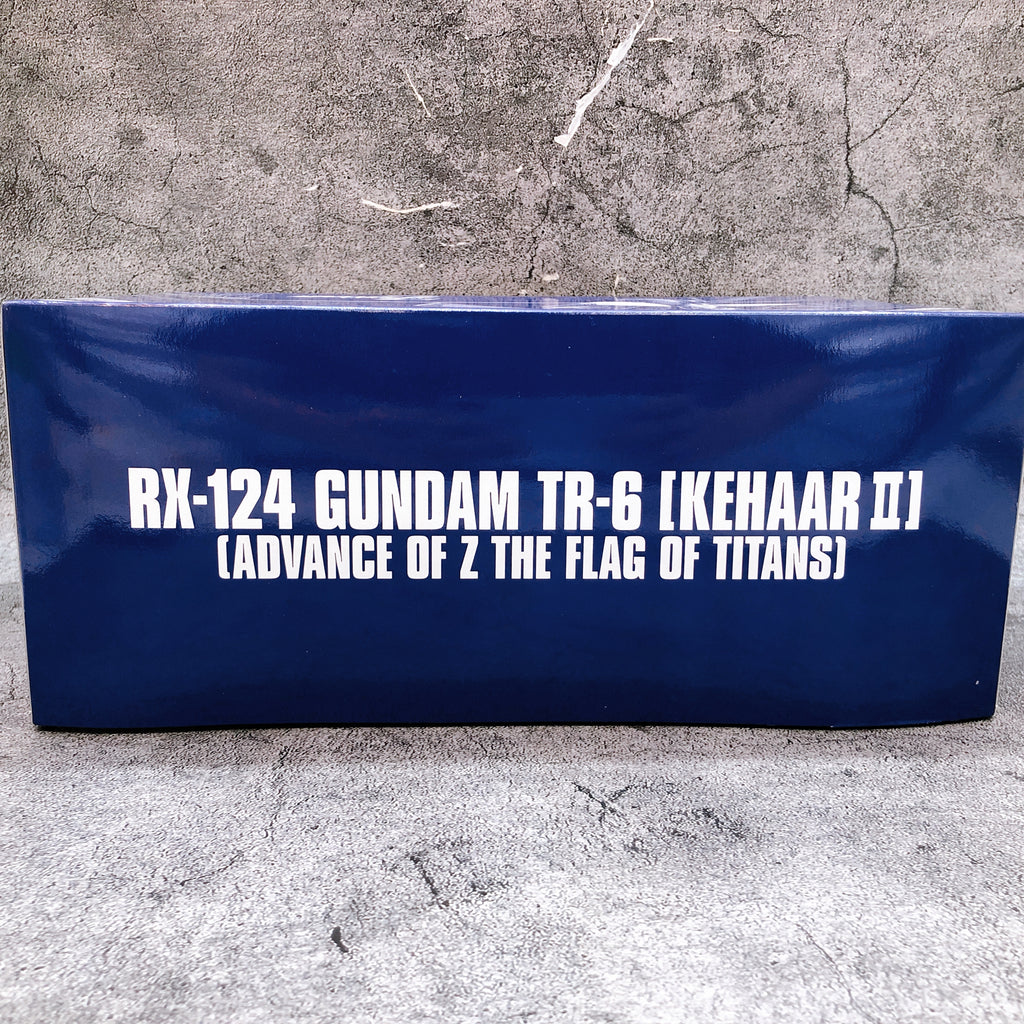 RX-124 GUNDAM TR-6 [KEHAAR II]
(ADVANCE OF Z THE FLAG OF TITANS)